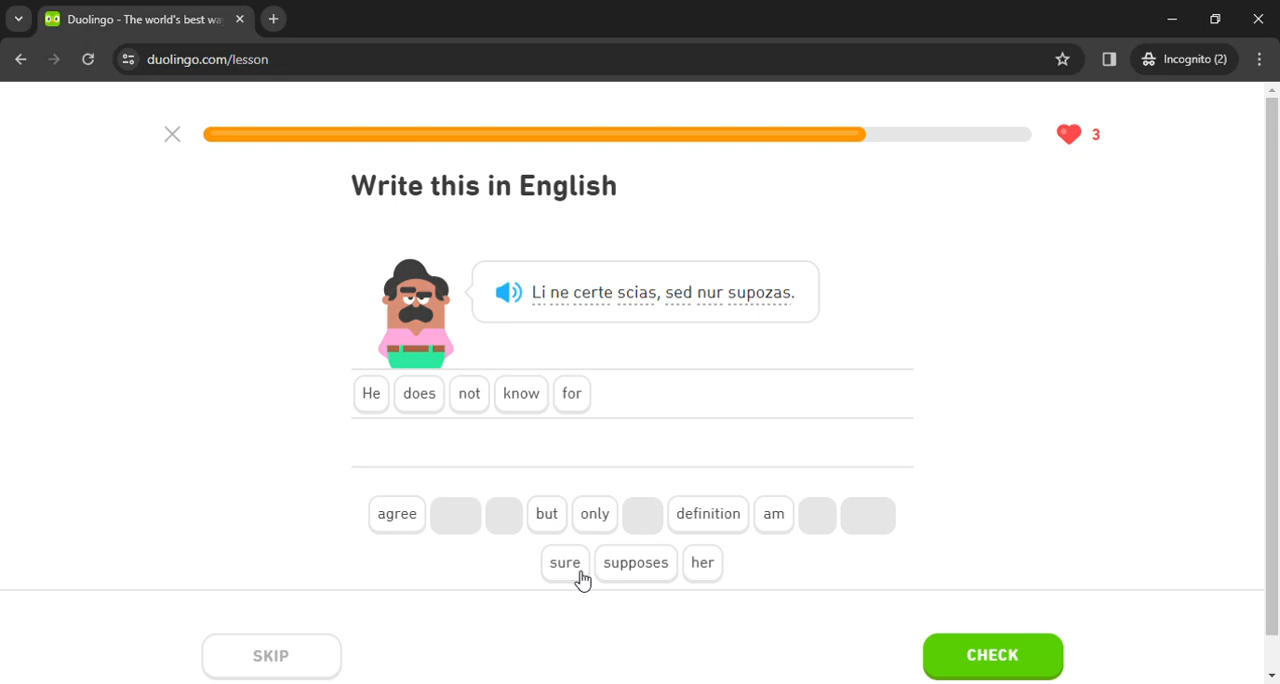 Duolingo - The world's best wa
duolingo.com/lesson
Incognito (2)
3
Write this in English
Li ne certe scias, sed nur supozas.
He does not know for
agree but only definition am
sure supposes her
SKIP
CHECK